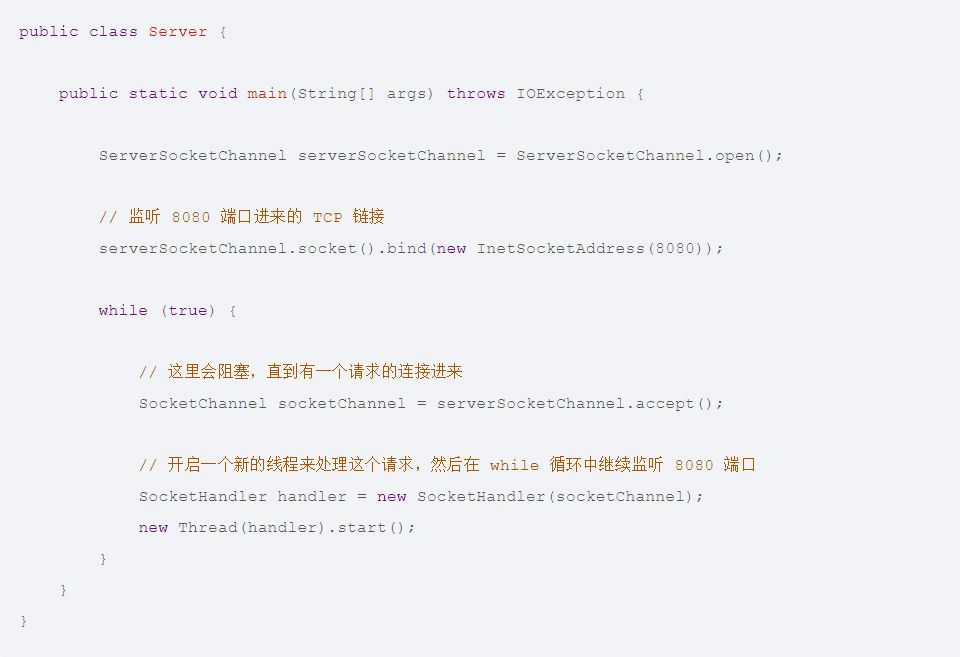 public class Server {
    public static void main(String[] args) throws IOException {
        ServerSocketChannel serverSocketChannel = ServerSocketChannel.open();
        // 监听 8080 端口进来的 TCP 链接
        serverSocketChannel.socket().bind(new InetSocketAddress(8080));
        while (true) {
            // 这里会阻塞，直到有一个请求的连接进来
            SocketChannel socketChannel = serverSocketChannel.accept();
            // 开启一个新的线程来处理这个请求，然后在 while 循环中继续监听 8080 端口
            SocketHandler handler = new SocketHandler(socketChannel);
            new Thread(handler).start();
        }
    }
}